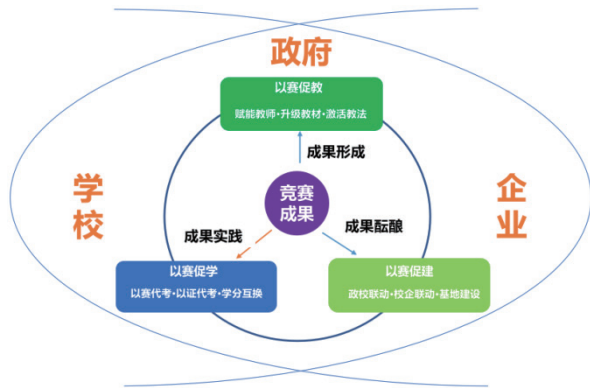 政府
以赛促教
赋能教师•升级教材•激活教法
成果形成
学校
竞赛
成果
企业
成果实践
成果酝酿
以赛促学
以赛代考•以证代考•学分互换
以赛促建
政校联动•校企联动•基地建设